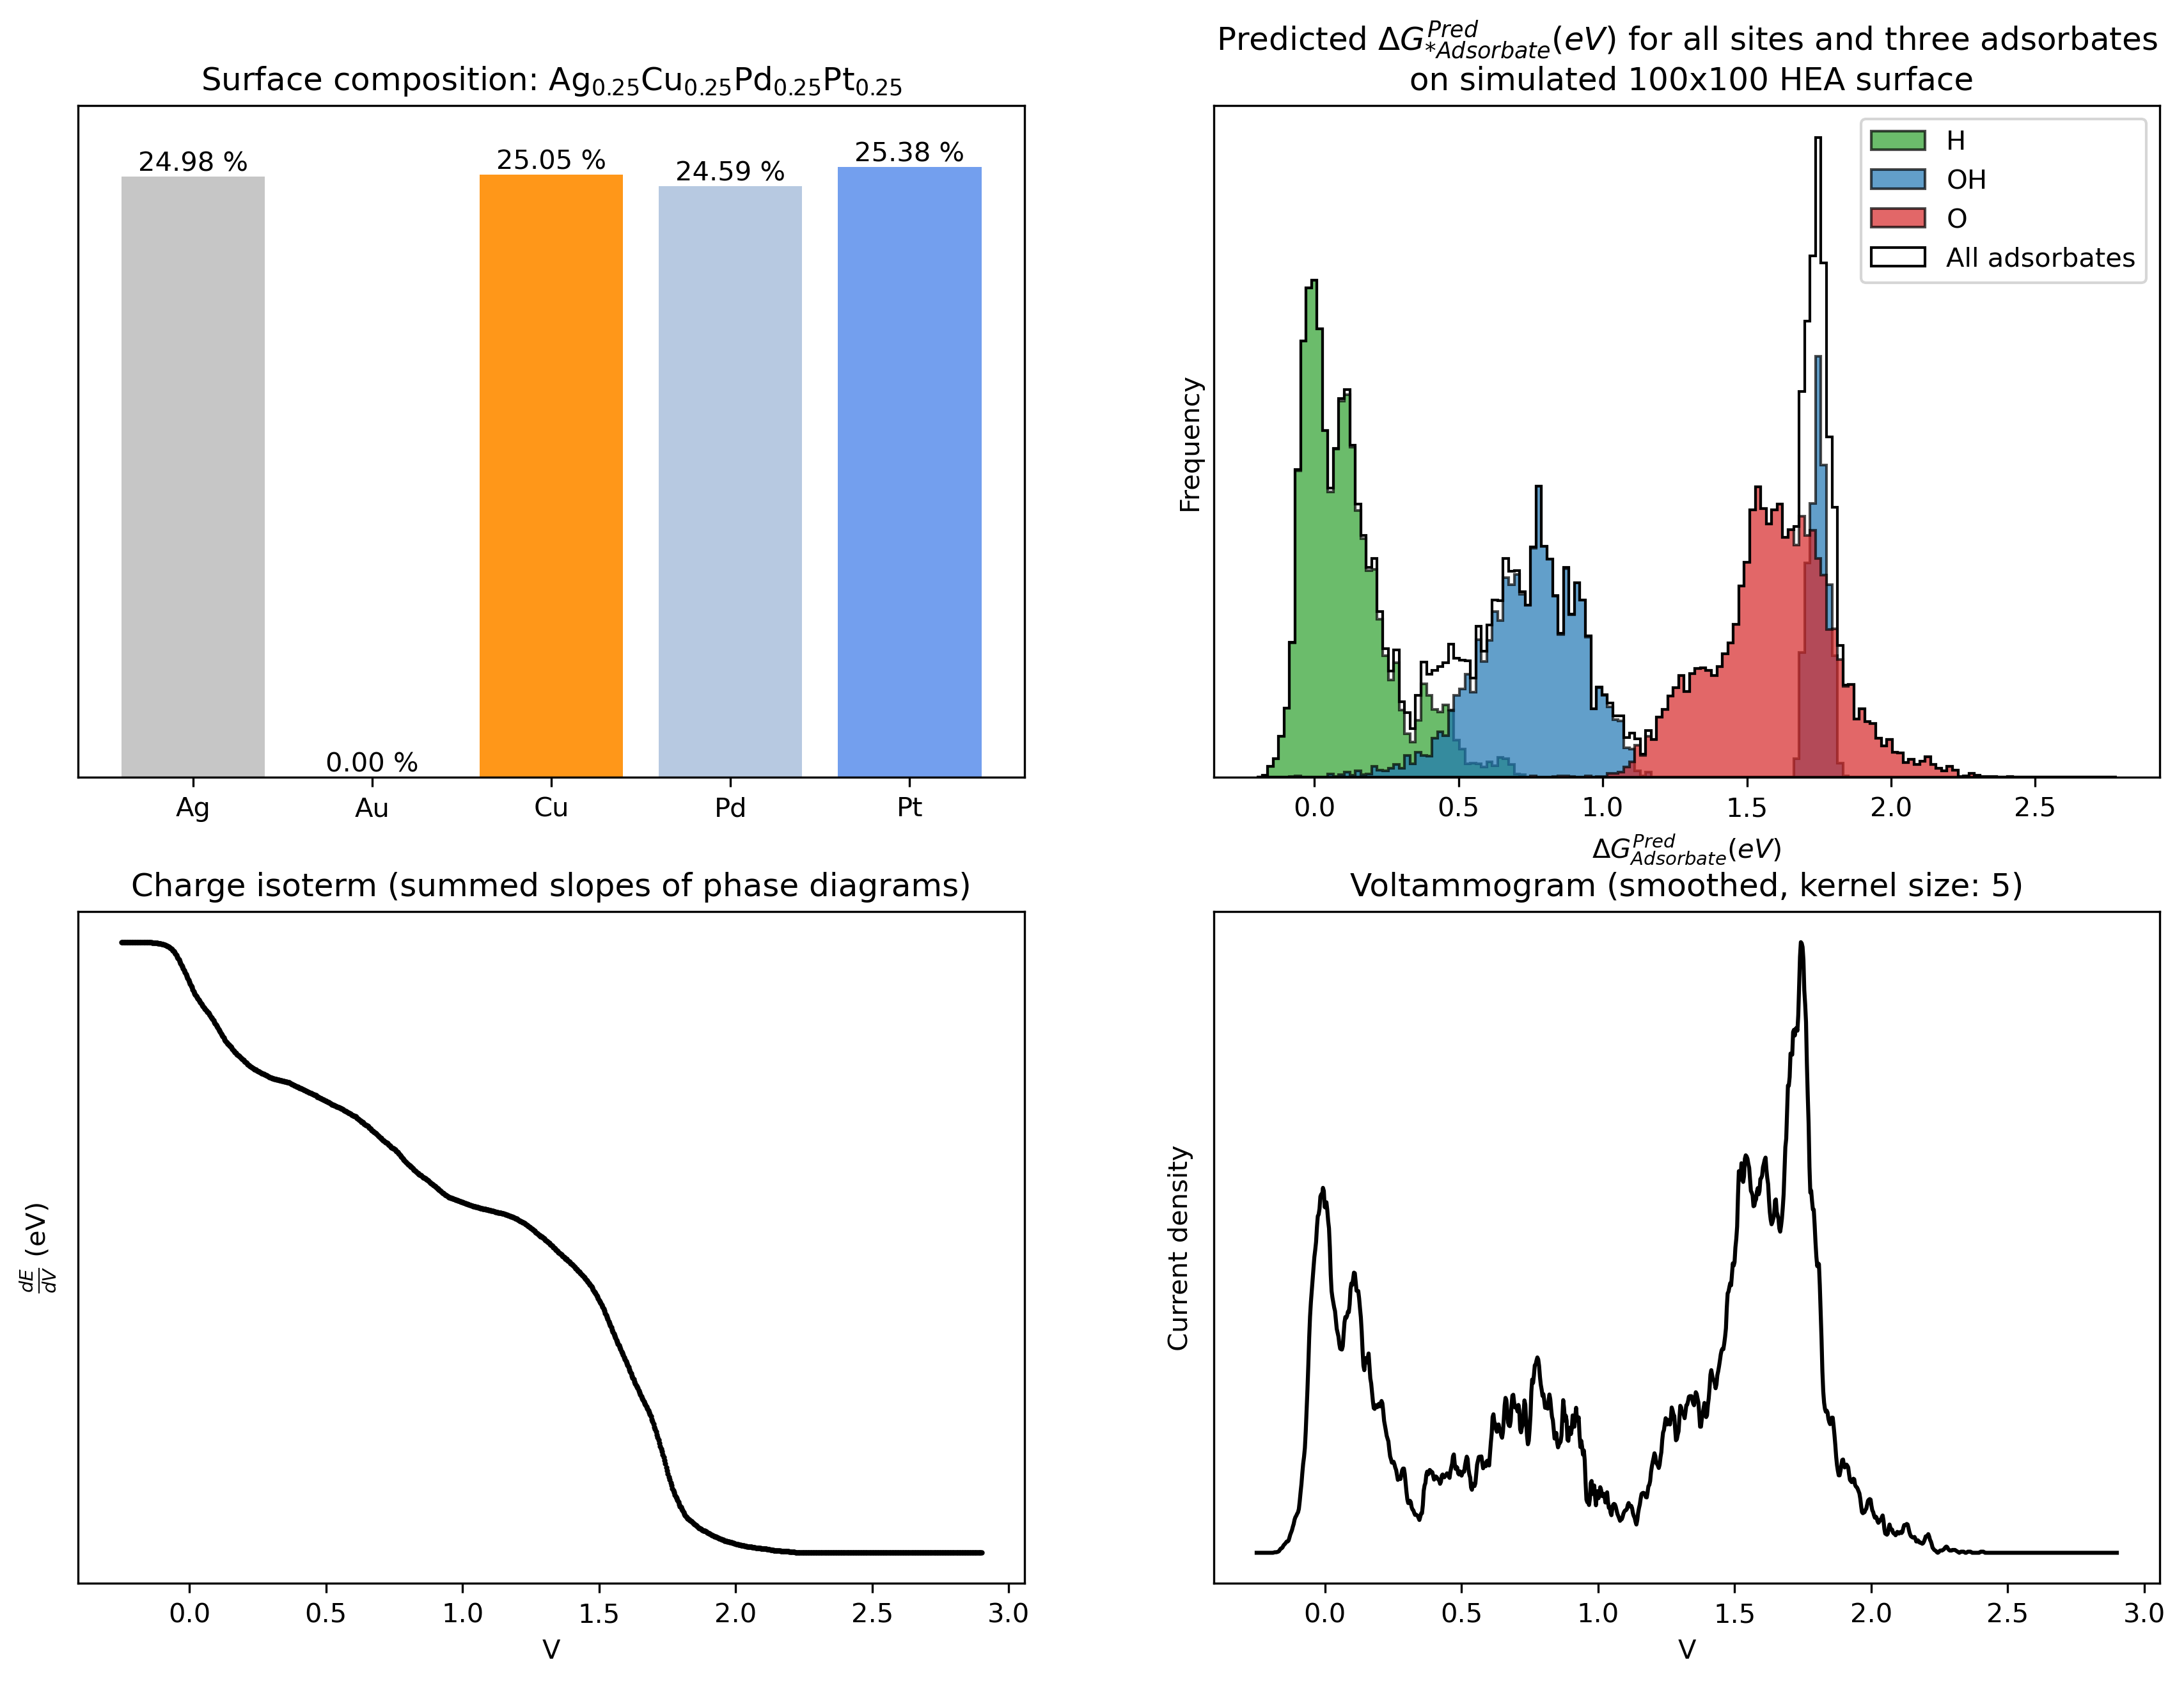 Surface composition: Ag0.25Cu0.25Pd0.25Pt0.25
24.98 %
0.00 %
25.05 %
24.59 %
25.38 %
Ag Au Cu Pd Pt
Predicted ΔG^Pred_*Adsorbate(eV) for all sites and three adsorbates
on simulated 100x100 HEA surface
Frequency
H
OH
O
All adsorbates
0.0 0.5 1.0 1.5 2.0 2.5
ΔG^Pred_Adsorbate(eV)
Charge isoterm (summed slopes of phase diagrams)
dE/dV (eV)
0.0 0.5 1.0 1.5 2.0 2.5 3.0
V
Voltammogram (smoothed, kernel size: 5)
Current density
0.0 0.5 1.0 1.5 2.0 2.5 3.0
V